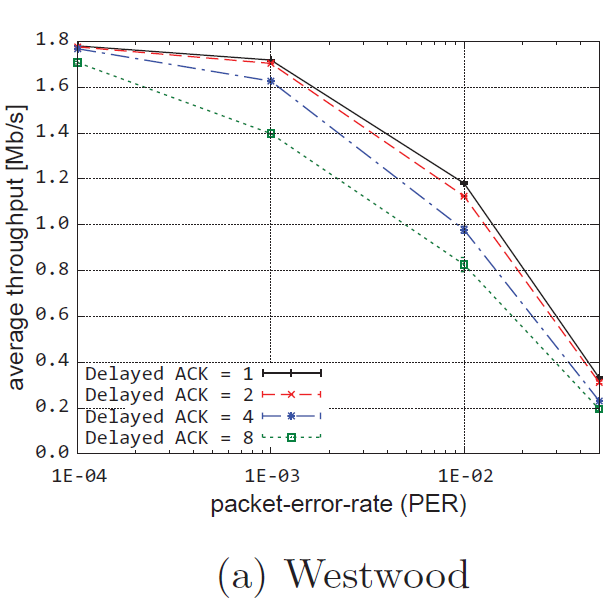 1.8
1.6
1.4
1.2
1.0
0.8
0.6
0.4
0.2
0.0
average throughput [Mb/s]
Delayed ACK = 1
Delayed ACK = 2
Delayed ACK = 4
Delayed ACK = 8
1E-04 1E-03 1E-02
packet-error-rate (PER)
(a) Westwood